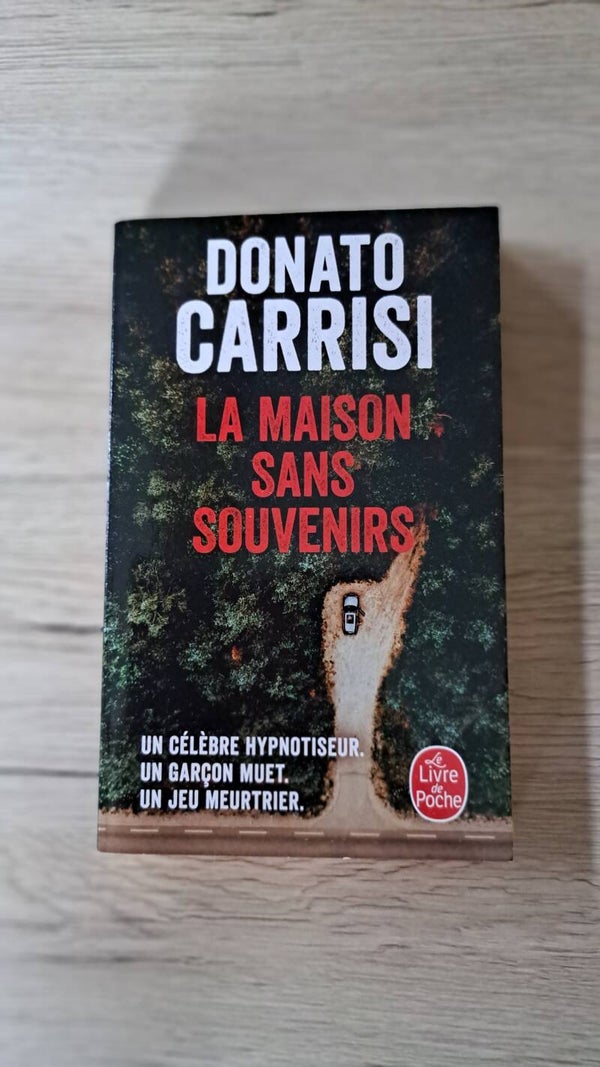 DONATO
CARRISI
LA MAISON
SANS
SOUVENIRS
UN CÉLÈBRE HYPNOTISEUR.
UN GARÇON MUET.
UN JEU MEURTRIER.
Le
Livre
de
Poche